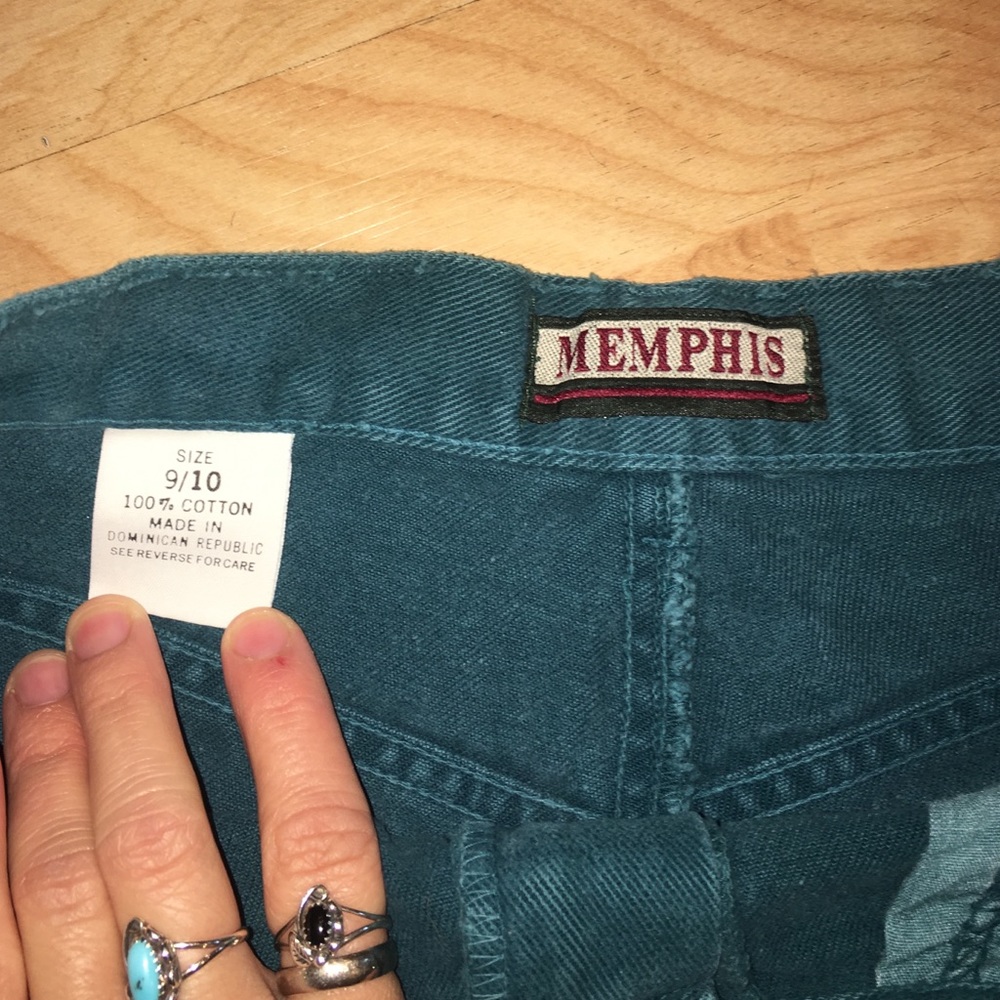 MEMPHIS
SIZE
9/10
100% COTTON
MADE IN
DOMINICAN REPUBLIC
SEE REVERSE FOR CARE